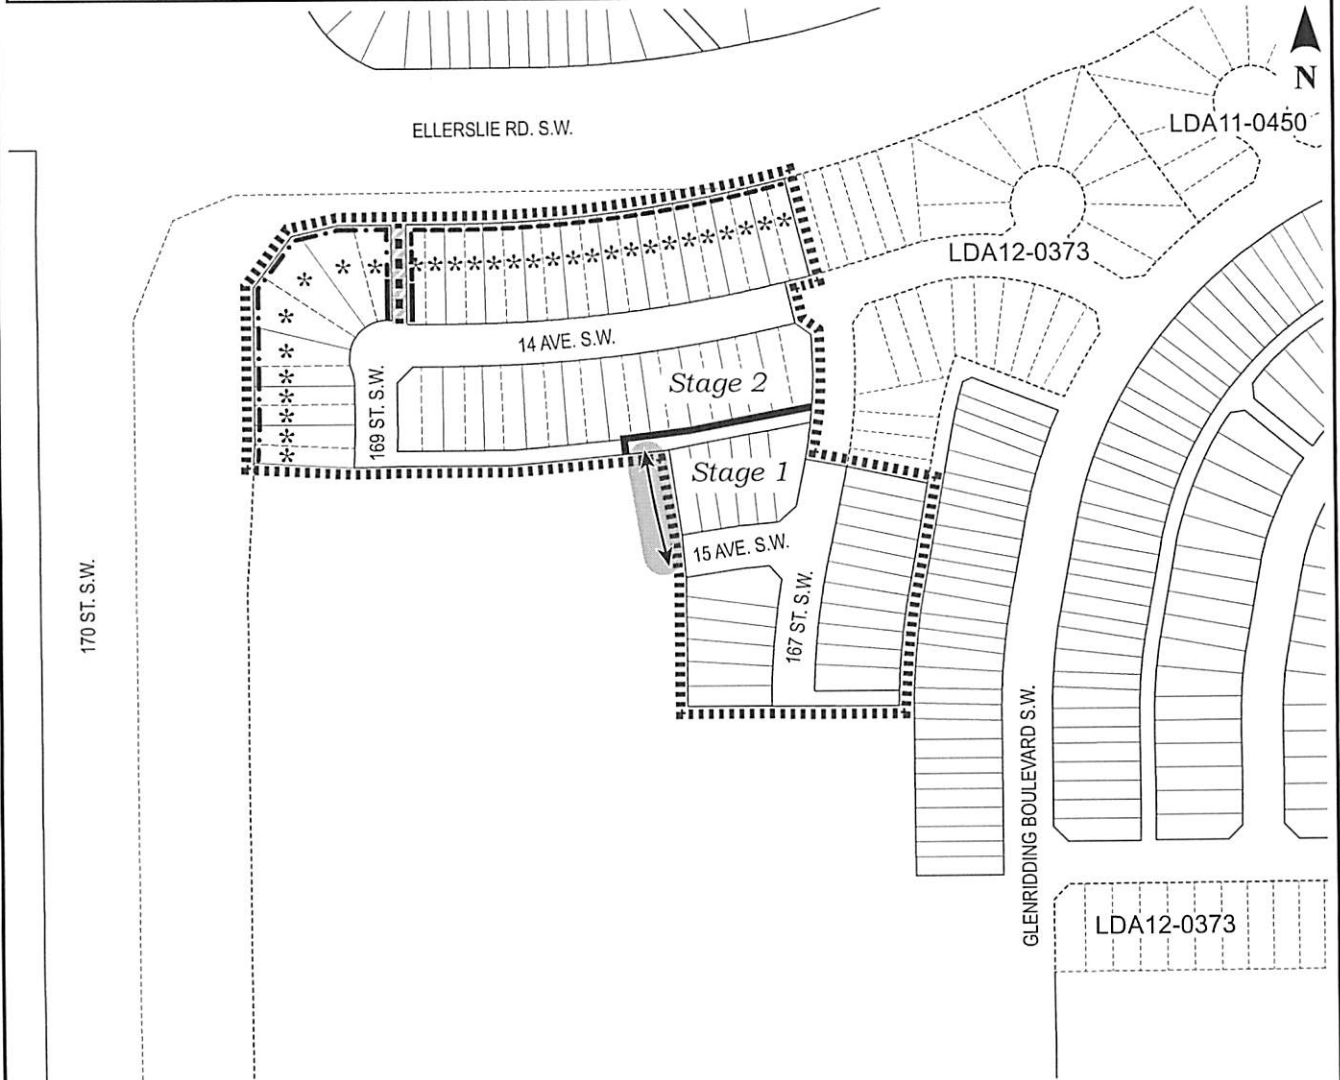 N
LDA11-0450
ELLERSLIE RD. S.W.
LDA12-0373
14 AVE. S.W.
Stage 2
169 ST. S.W.
Stage 1
15 AVE. S.W.
167 ST. S.W.
170 ST. S.W.
GLENRIDDING BOULEVARD S.W.
LDA12-0373